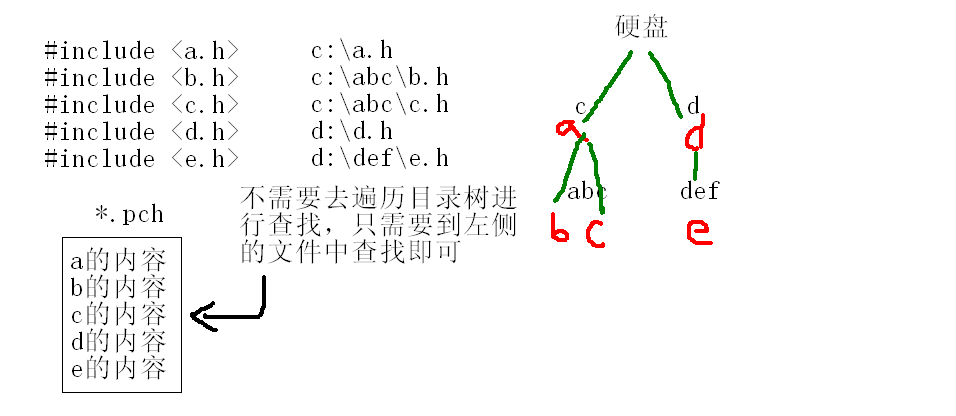 #include <a.h>
#include <b.h>
#include <c.h>
#include <d.h>
#include <e.h>
c:\a.h
c:\abc\b.h
c:\abc\c.h
d:\d.h
d:\def\e.h
硬盘
c
d
a
d
abc
def
b
c
e
不需要去遍历目录树进
行查找，只需要到左侧
的文件中查找即可
*.pch
a的内容
b的内容
c的内容
d的内容
e的内容